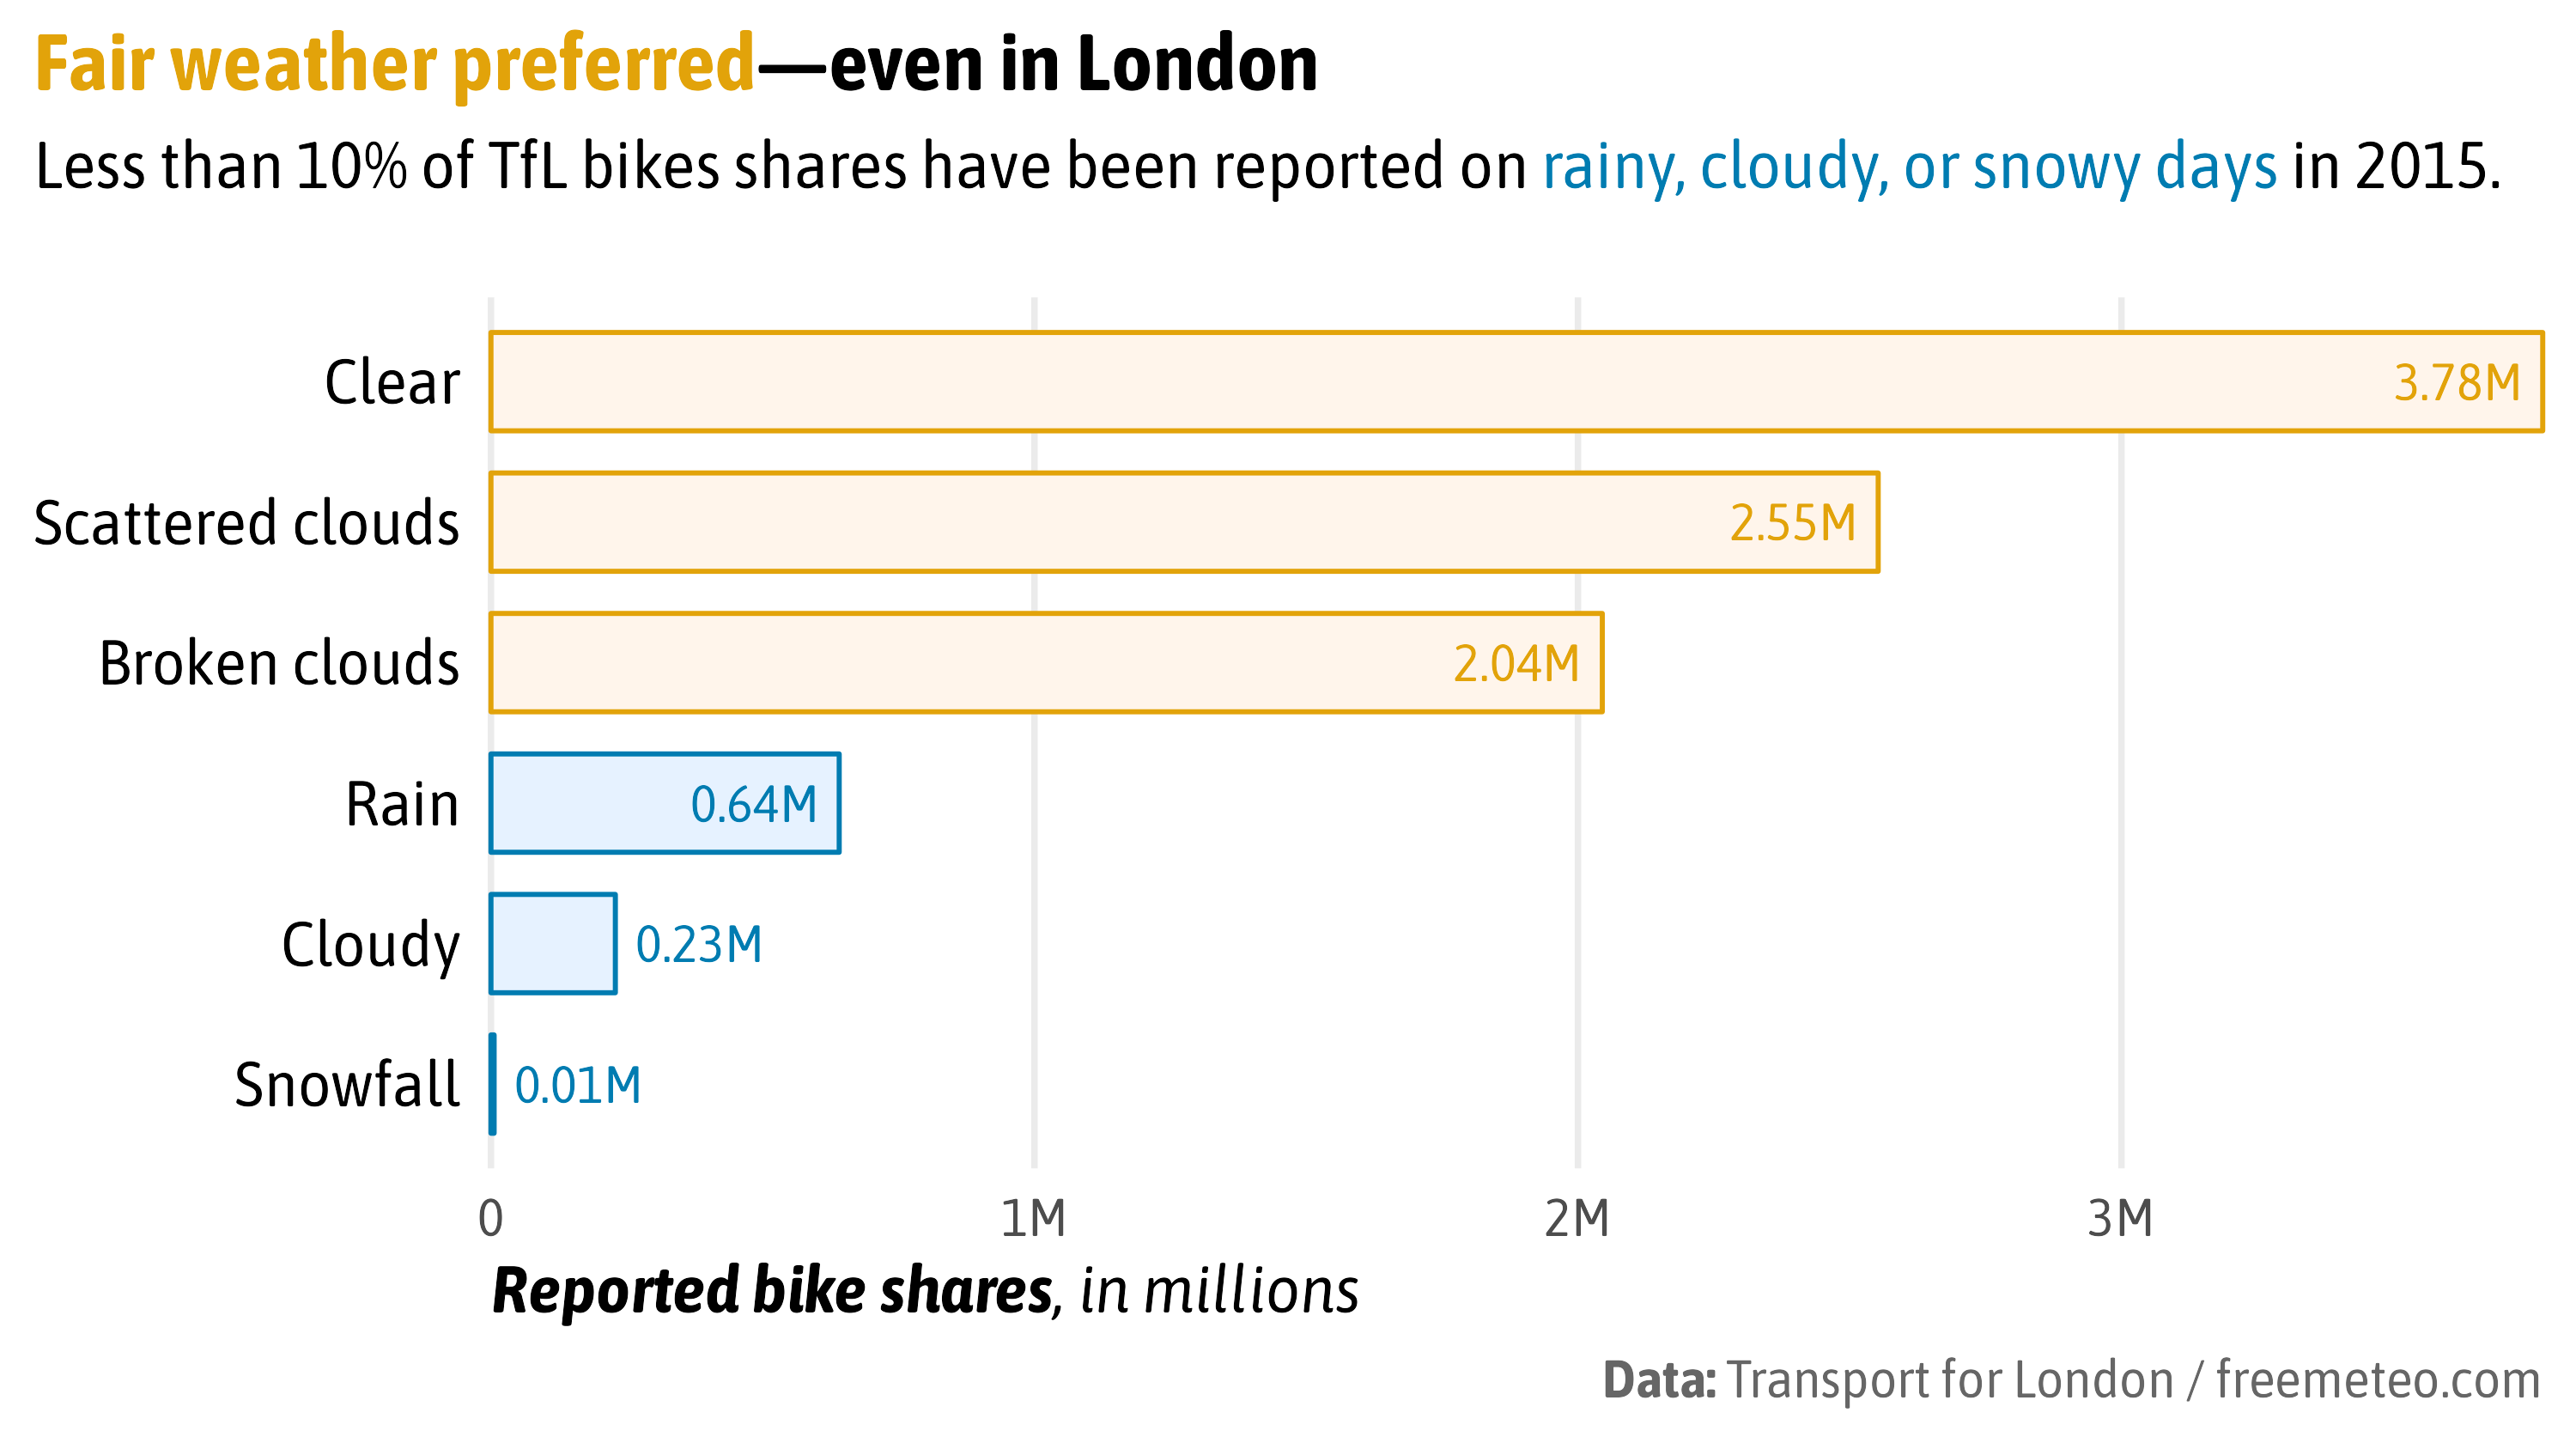 Fair weather preferred—even in London
Less than 10% of TfL bikes shares have been reported on rainy, cloudy, or snowy days in 2015.
Clear
3.78M
Scattered clouds
2.55M
Broken clouds
2.04M
Rain
0.64M
Cloudy
0.23M
Snowfall
0.01M
0 1M 2M 3M
Reported bike shares, in millions
Data: Transport for London / freemeteo.com